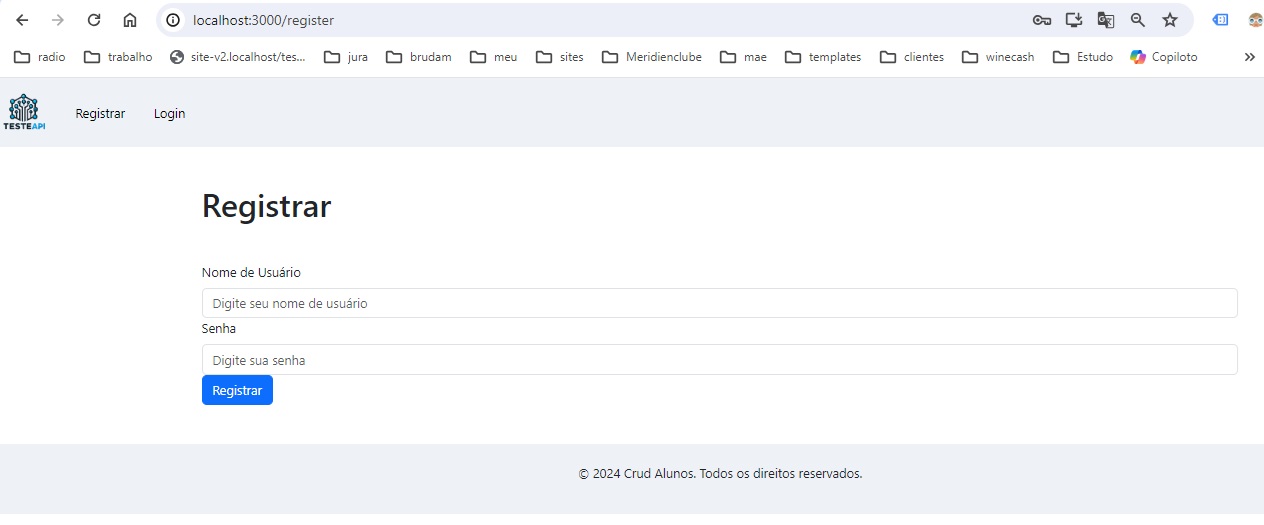 localhost:3000/register
radio trabalho site-v2.localhost/tes... jura brudam meu sites Meridienclube mae templates clientes winecash Estudo Copiloto »
TESTEAPI Registrar Login
Registrar
Nome de Usuário
Digite seu nome de usuário
Senha
Digite sua senha
Registrar
© 2024 Crud Alunos. Todos os direitos reservados.